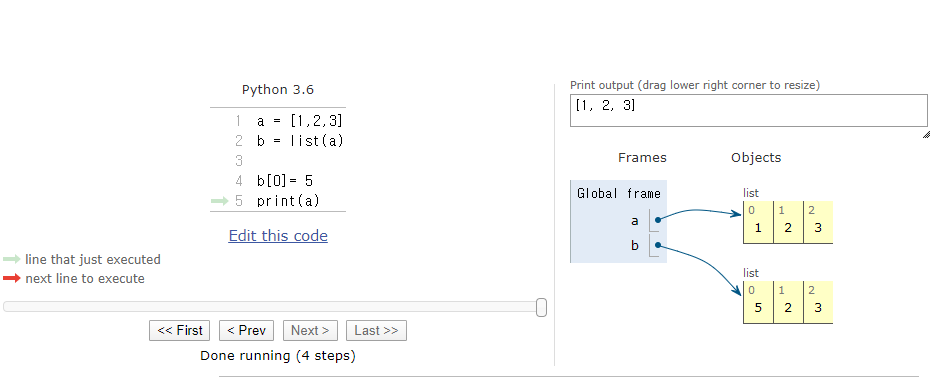 Python 3.6
1 a = [1,2,3]
2 b = list(a)
3
4 b[0]= 5
5 print(a)
Edit this code
line that just executed
next line to execute
<< First < Prev Next > Last >>
Done running (4 steps)
Print output (drag lower right corner to resize)
[1, 2, 3]
Frames Objects
Global frame
a
b
list
0 1 2
1 2 3
list
0 1 2
5 2 3